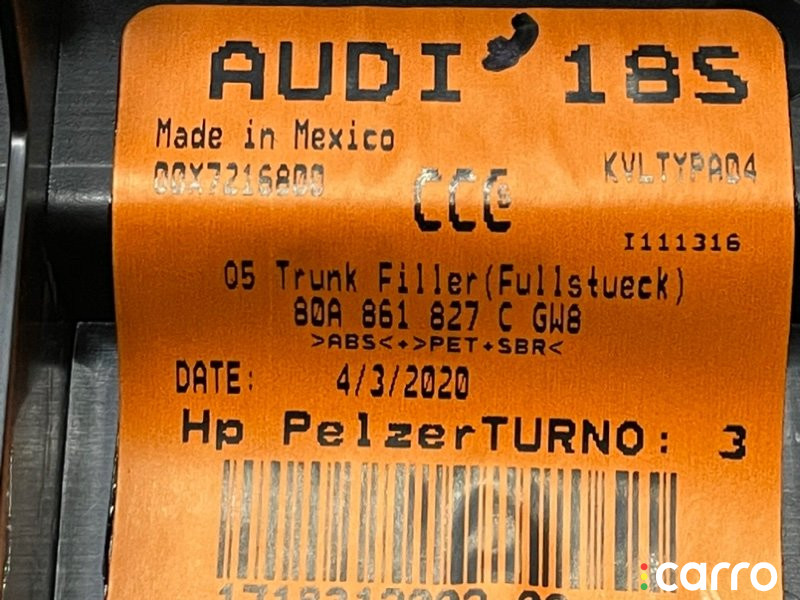 AUDI '18S
Made in Mexico
00X7216800 KVLTYPA04
CCC
I111316
05 Trunk Filler(Fullstueck)
80A 861 827 C GW8
>ABS<+>PET+SBR<
DATE: 4/3/2020
Hp PelzerTURNO: 3
carro